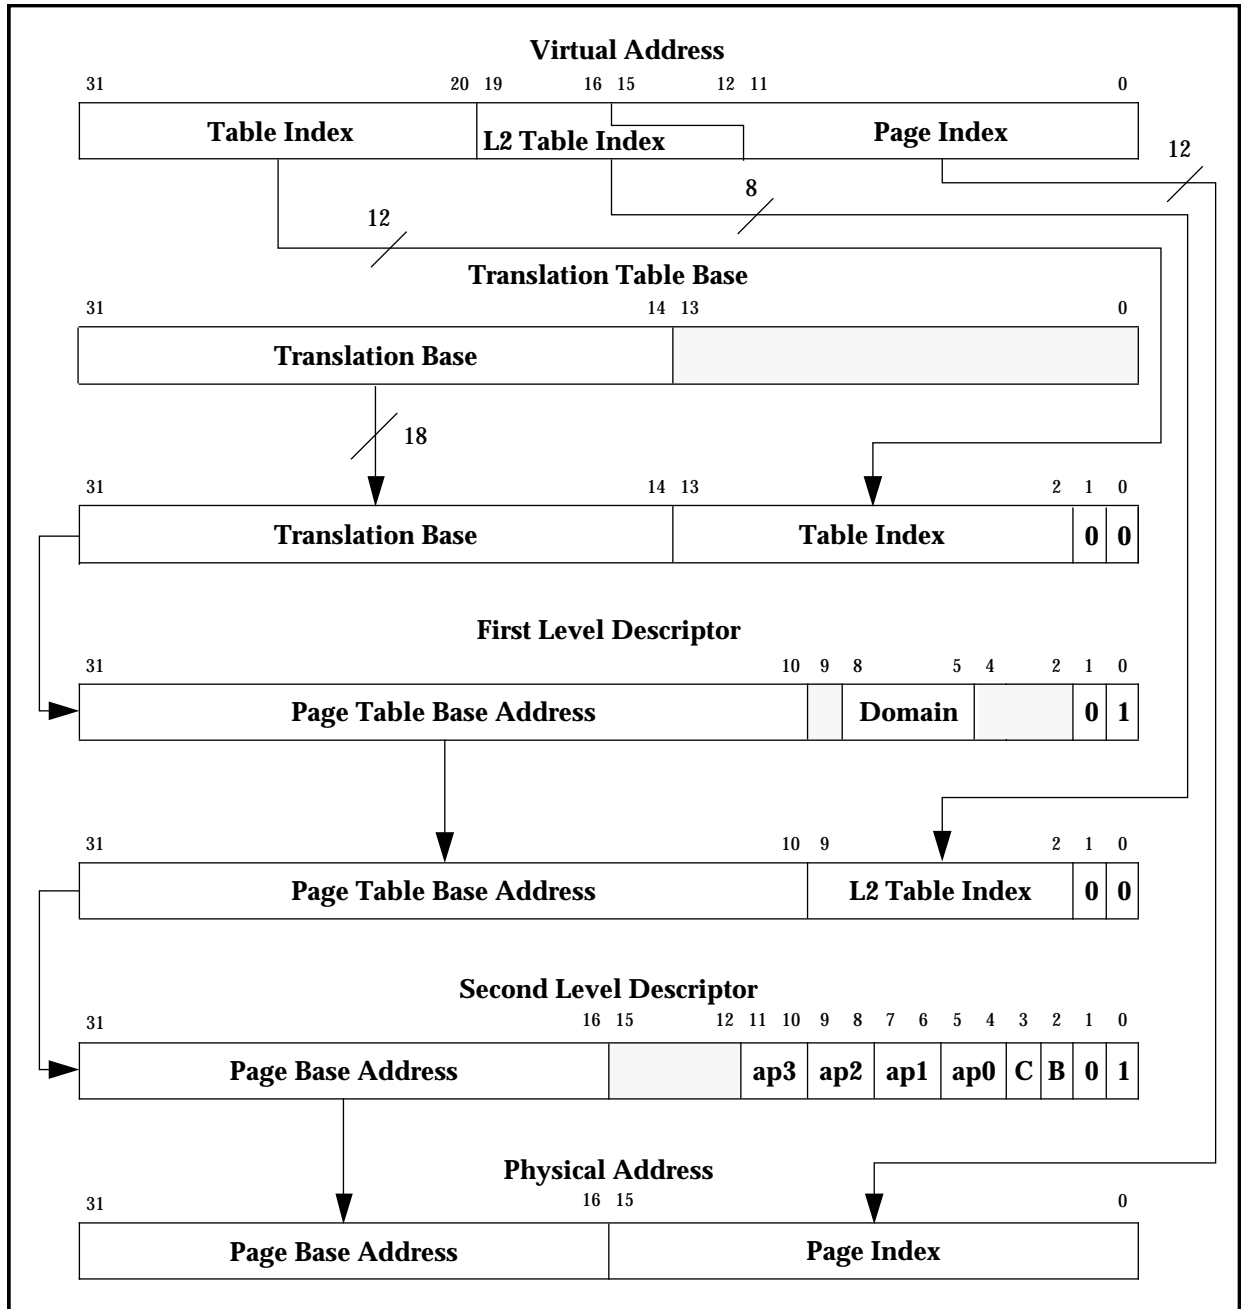 Virtual Address
31 20 19 16 15 12 11 0
Table Index L2 Table Index Page Index
12
8
12
Translation Table Base
31 14 13 0
Translation Base
18
31 14 13 2 1 0
Translation Base Table Index 0 0
First Level Descriptor
31 10 9 8 5 4 2 1 0
Page Table Base Address Domain 0 1
31 10 9 2 1 0
Page Table Base Address L2 Table Index 0 0
Second Level Descriptor
31 16 15 12 11 10 9 8 7 6 5 4 3 2 1 0
Page Base Address ap3 ap2 ap1 ap0 C B 0 1
Physical Address
31 16 15 0
Page Base Address Page Index